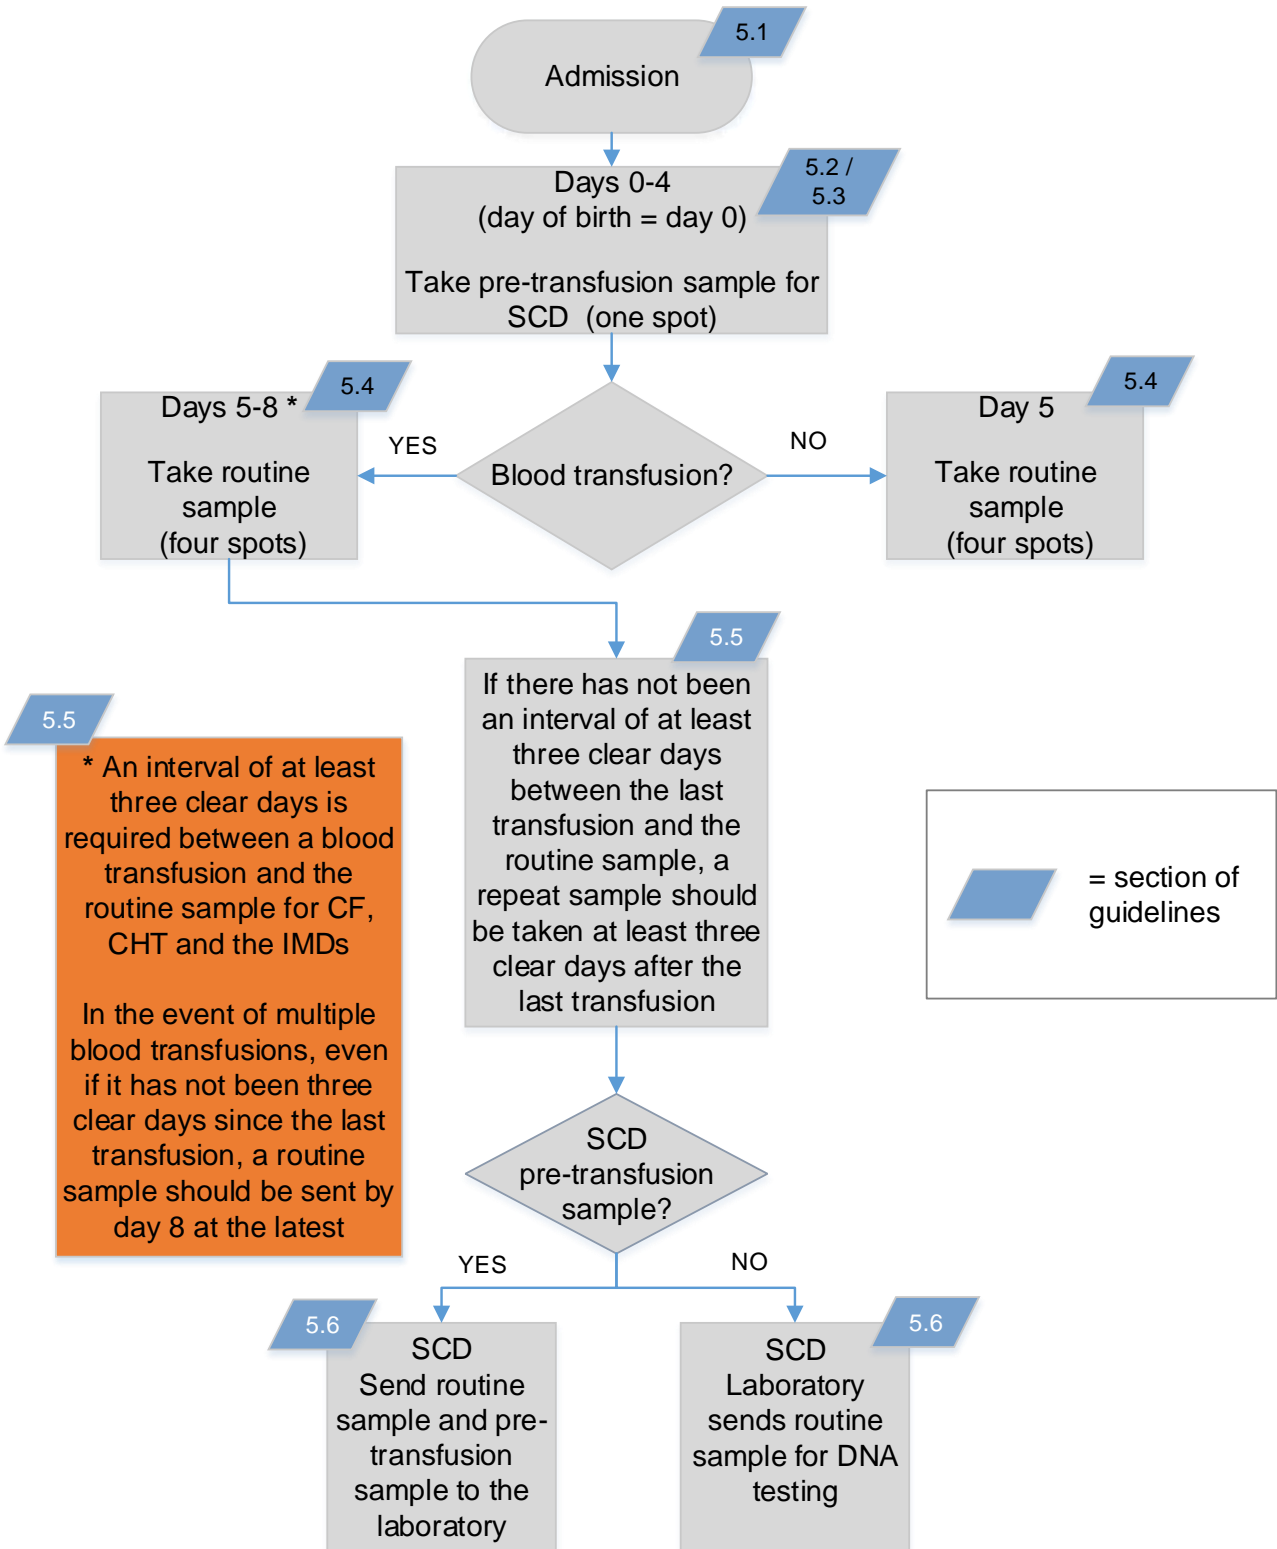 5.1
Admission
5.2 /
5.3
Days 0-4
(day of birth = day 0)
Take pre-transfusion sample for
SCD (one spot)
5.4
Days 5-8 *
Take routine
sample
(four spots)
YES
Blood transfusion?
NO
5.4
Day 5
Take routine
sample
(four spots)
5.5
If there has not been
an interval of at least
three clear days
between the last
transfusion and the
routine sample, a
repeat sample should
be taken at least three
clear days after the
last transfusion
5.5
* An interval of at least
three clear days is
required between a blood
transfusion and the
routine sample for CF,
CHT and the IMDs
In the event of multiple
blood transfusions, even
if it has not been three
clear days since the last
transfusion, a routine
sample should be sent by
day 8 at the latest
= section of
guidelines
SCD
pre-transfusion
sample?
YES
NO
5.6
SCD
Send routine
sample and pre-
transfusion
sample to the
laboratory
5.6
SCD
Laboratory
sends routine
sample for DNA
testing